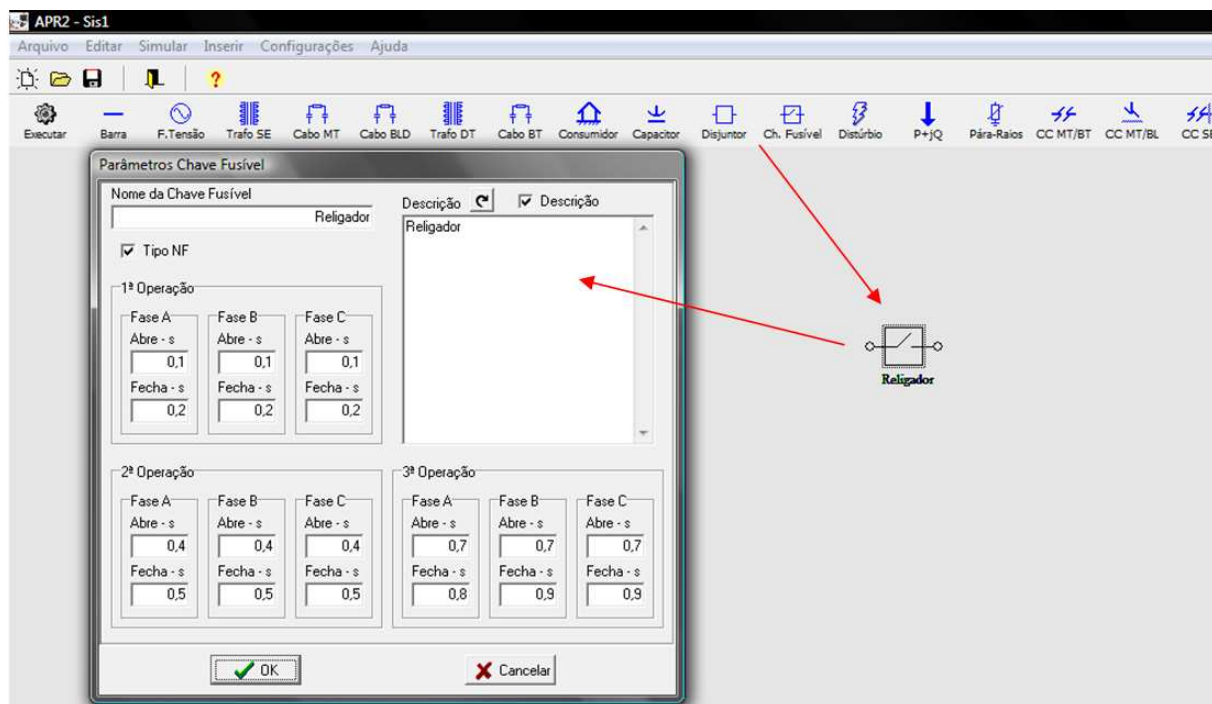 APR2 - Sis1
Arquivo Editar Simular Inserir Configurações Ajuda
?
Executar Barra F.Tensão Trafo SE Cabo MT Cabo BLD Trafo DT Cabo BT Consumidor Capacitor Disjuntor Ch. Fusível Distúrbio P+jQ Pára-Raios CC MT/BT CC MT/BL CC SE
Parâmetros Chave Fusível
Nome da Chave Fusível
Religador
Tipo NF
Descrição Descrição
Religador
1ª Operação
Fase A Fase B Fase C
Abre - s Abre - s Abre - s
0,1 0,1 0,1
Fecha - s Fecha - s Fecha - s
0,2 0,2 0,2
2ª Operação
Fase A Fase B Fase C
Abre - s Abre - s Abre - s
0,4 0,4 0,4
Fecha - s Fecha - s Fecha - s
0,5 0,5 0,5
3ª Operação
Fase A Fase B Fase C
Abre - s Abre - s Abre - s
0,7 0,7 0,7
Fecha - s Fecha - s Fecha - s
0,8 0,9 0,9
OK Cancelar
Religador